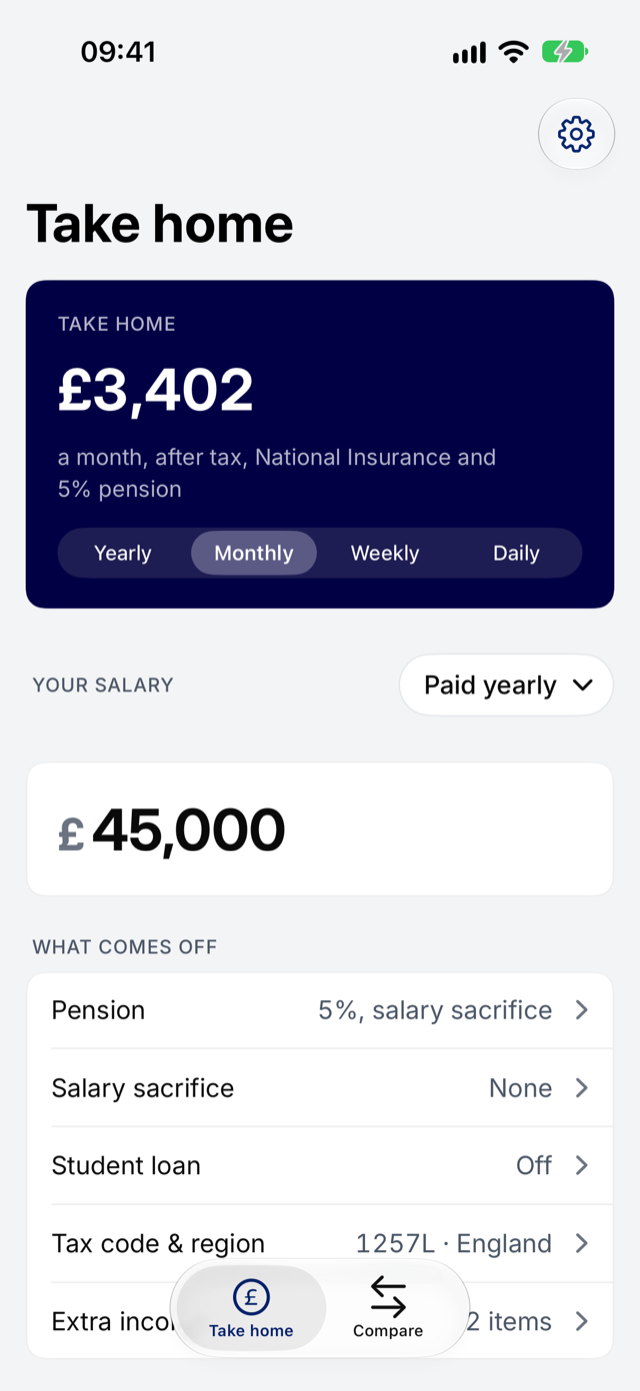 09:41
Take home
TAKE HOME
£3,402
a month, after tax, National Insurance and
5% pension
Yearly Monthly Weekly Daily
YOUR SALARY Paid yearly
£ 45,000
WHAT COMES OFF
Pension 5%, salary sacrifice
Salary sacrifice None
Student loan Off
Tax code & region 1257L · England
Extra 2 items
£
Take home Compare